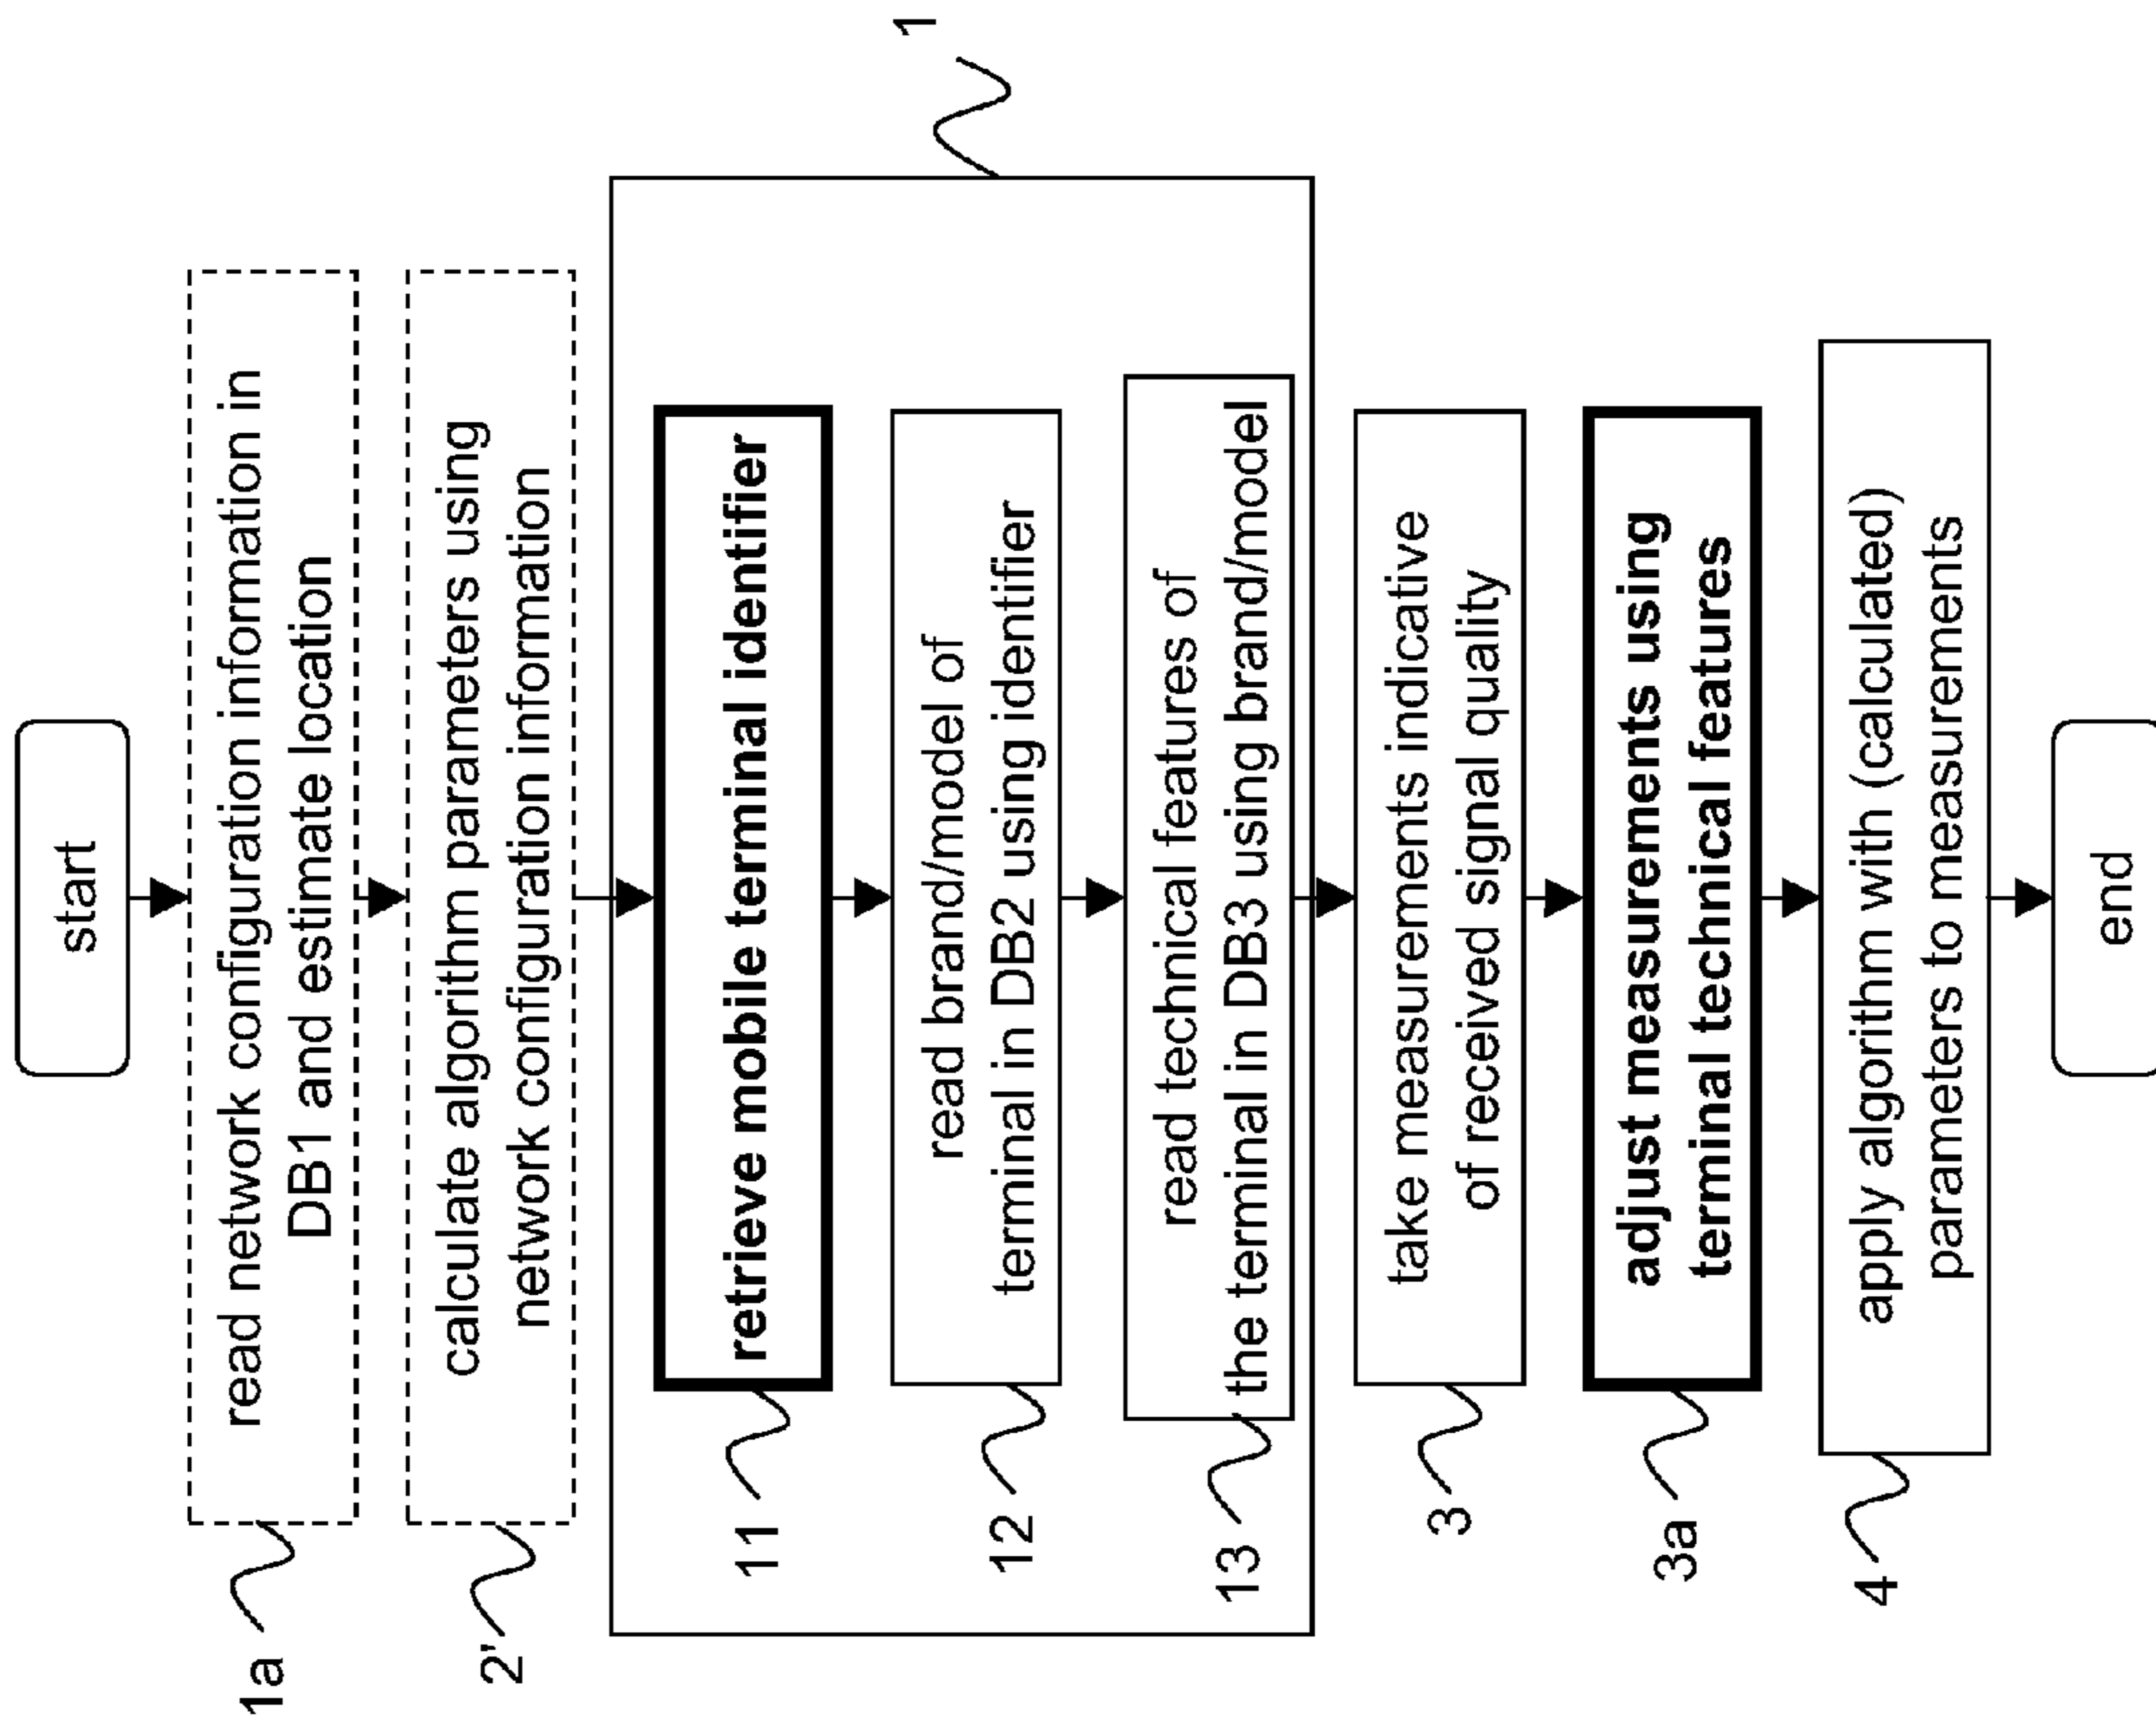 start
1a
read network configuration information in
DB1 and estimate location
2'
calculate algorithm parameters using
network configuration information
1
11
retrieve mobile terminal identifier
12
read brand/model of
terminal in DB2 using identifier
13
read technical features of
the terminal in DB3 using brand/model
3
take measurements indicative
of received signal quality
3a
adjust measurements using
terminal technical features
4
apply algorithm with (calculated)
parameters to measurements
end